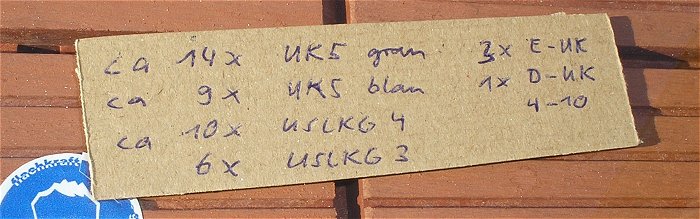 ca 14x UK5 grau 3x E-UK
ca 9x UK5 blau 1x D-UK
4-10
ca 10x USLKG 4
6x USLKG 3
fachkraft